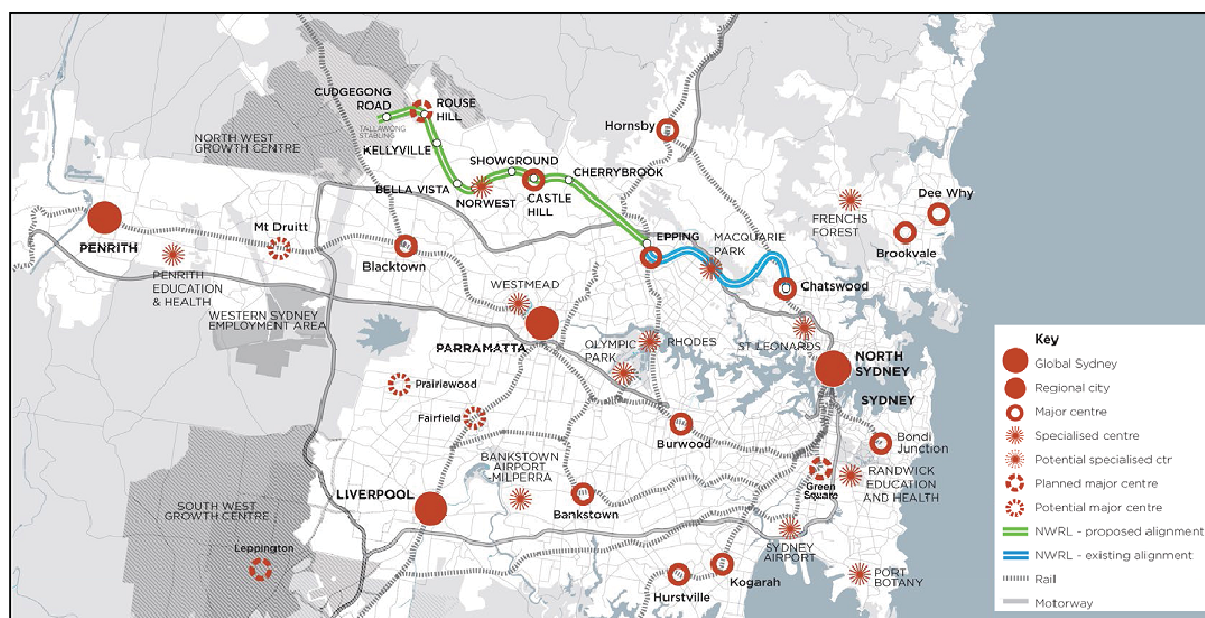 CUDGEGONG
ROAD
ROUSE
HILL
TALLAWONG
STABLING
NORTH WEST
GROWTH CENTRE
KELLYVILLE
Hornsby
SHOWGROUND
CHERRYBROOK
BELLA VISTA
NORWEST
CASTLE
HILL
Dee Why
FRENCHS
FOREST
Brookvale
PENRITH
Mt Druitt
Blacktown
EPPING
MACQUARIE
PARK
Chatswood
PENRITH
EDUCATION
& HEALTH
WESTMEAD
WESTERN SYDNEY
EMPLOYMENT AREA
PARRAMATTA
OLYMPIC
PARK
RHODES
ST LEONARDS
NORTH
SYDNEY
SYDNEY
Prairiewood
Fairfield
Burwood
Bondi
Junction
BANKSTOWN
AIRPORT
-MILPERRA
RANDWICK
EDUCATION
AND HEALTH
Green
Square
LIVERPOOL
Bankstown
SOUTH WEST
GROWTH CENTRE
Leppington
SYDNEY
AIRPORT
Kogarah
Hurstville
PORT
BOTANY
Key
Global Sydney
Regional city
Major centre
Specialised centre
Potential specialised ctr
Planned major centre
Potential major centre
NWRL - proposed alignment
NWRL - existing alignment
Rail
Motorway